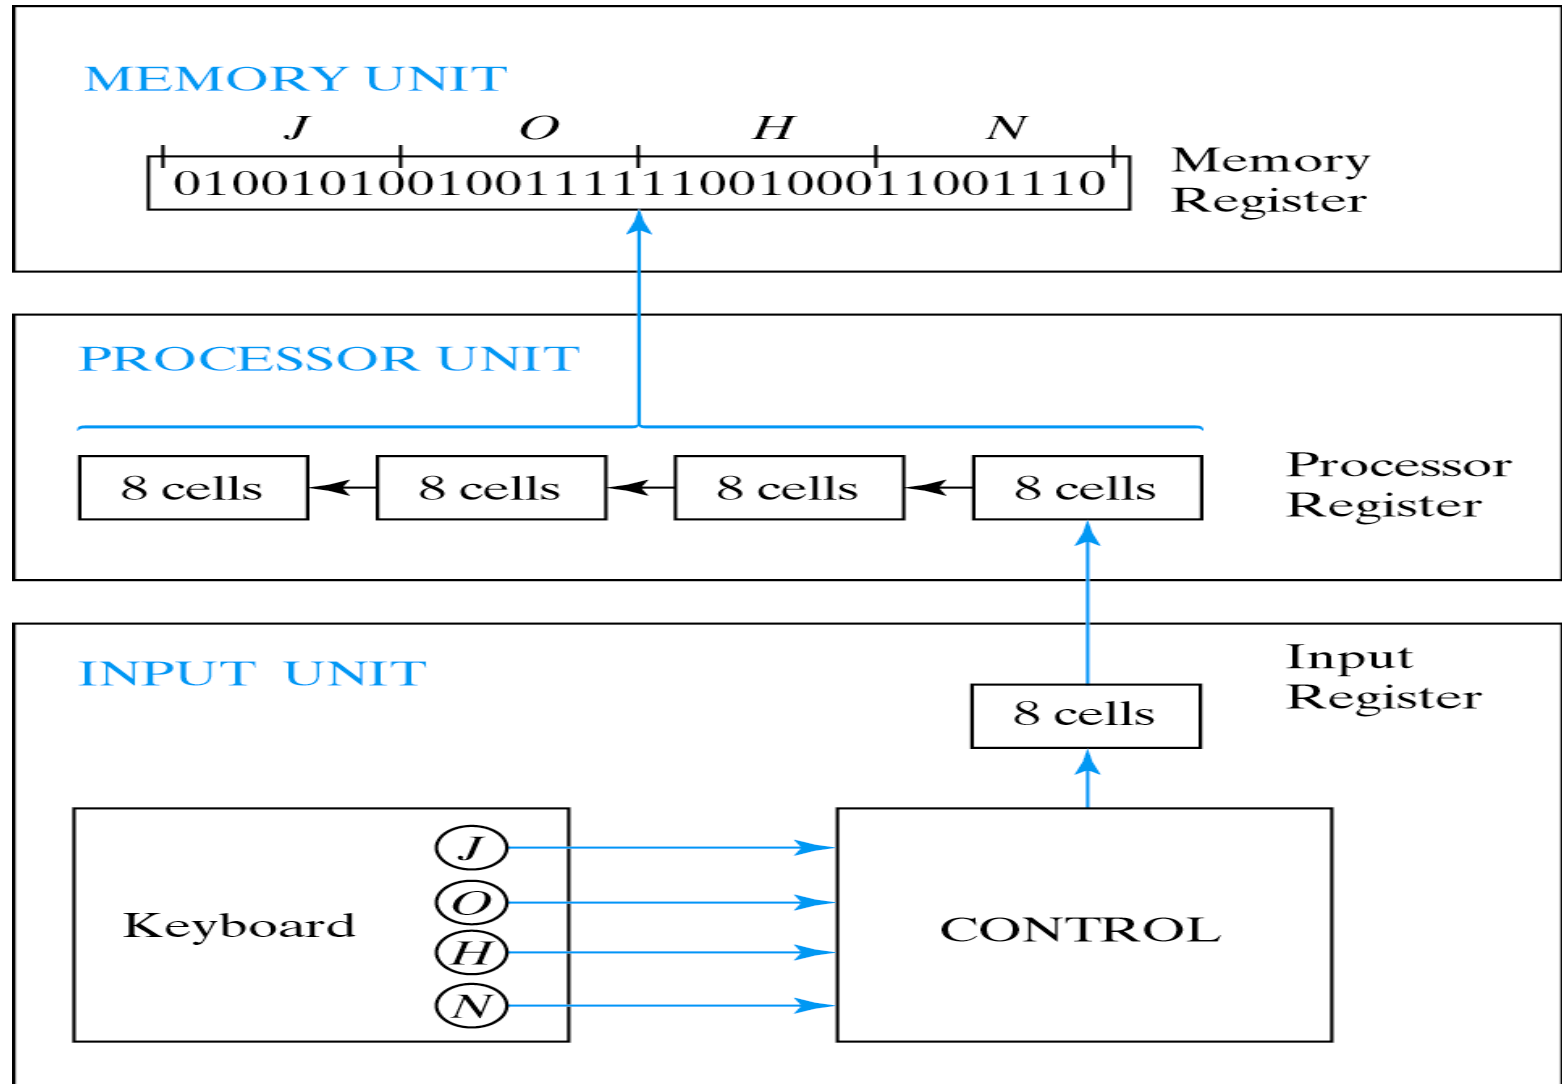 MEMORY UNIT
J O H N
01001010010011111100100011001110
Memory
Register
PROCESSOR UNIT
8 cells 8 cells 8 cells 8 cells
Processor
Register
INPUT UNIT
Input
Register
8 cells
Keyboard
J
O
H
N
CONTROL